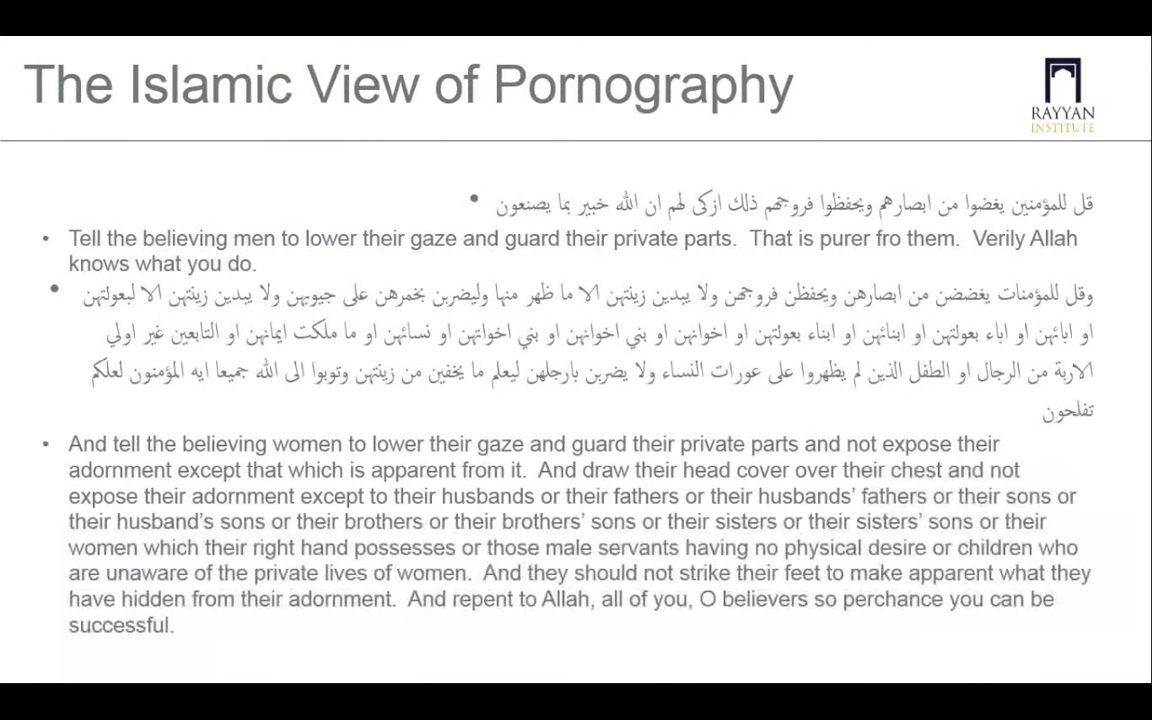 The Islamic View of Pornography
RAYYAN
INSTITUTE
• قل للمؤمنين يغضوا من ابصارهم ويحفظوا فروجهم ذلك ازكى لهم ان الله خبير بما يصنعون
• Tell the believing men to lower their gaze and guard their private parts. That is purer fro them. Verily Allah
knows what you do.
• وقل للمؤمنات يغضضن من ابصارهن ويحفظن فروجهن ولا يبدين زينتهن الا ما ظهر منها وليضربن بخمرهن على جيوبهن ولا يبدين زينتهن الا لبعولتهن
او ابائهن او اباء بعولتهن او ابنائهن او ابناء بعولتهن او اخوانهن او بني اخوانهن او بني اخواتهن او نسائهن او ما ملكت ايمانهن او التابعين غير اولي
الاربة من الرجال او الطفل الذين لم يظهروا على عورات النساء ولا يضربن بارجلهن ليعلم ما يخفين من زينتهن وتوبوا الى الله جميعا ايه المؤمنون لعلكم
تفلحون
• And tell the believing women to lower their gaze and guard their private parts and not expose their
adornment except that which is apparent from it. And draw their head cover over their chest and not
expose their adornment except to their husbands or their fathers or their husbands’ fathers or their sons or
their husband’s sons or their brothers or their brothers’ sons or their sisters or their sisters’ sons or their
women which their right hand possesses or those male servants having no physical desire or children who
are unaware of the private lives of women. And they should not strike their feet to make apparent what they
have hidden from their adornment. And repent to Allah, all of you, O believers so perchance you can be
successful.